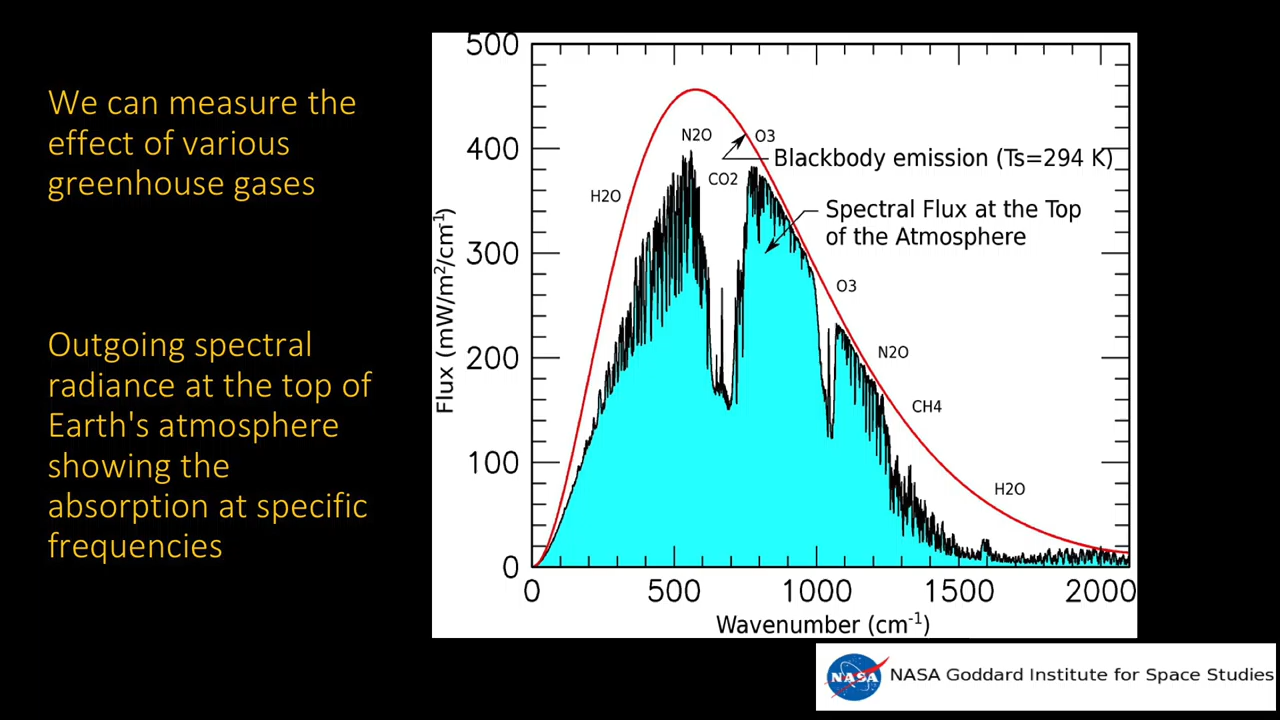 We can measure the
effect of various
greenhouse gases
Outgoing spectral
radiance at the top of
Earth's atmosphere
showing the
absorption at specific
frequencies
500
400
300
200
100
0
Flux (mW/m²/cm⁻¹)
N2O
O3
Blackbody emission (Ts=294 K)
CO2
H2O
Spectral Flux at the Top
of the Atmosphere
O3
N2O
CH4
H2O
0 500 1000 1500 2000
Wavenumber (cm⁻¹)
NASA
NASA Goddard Institute for Space Studies